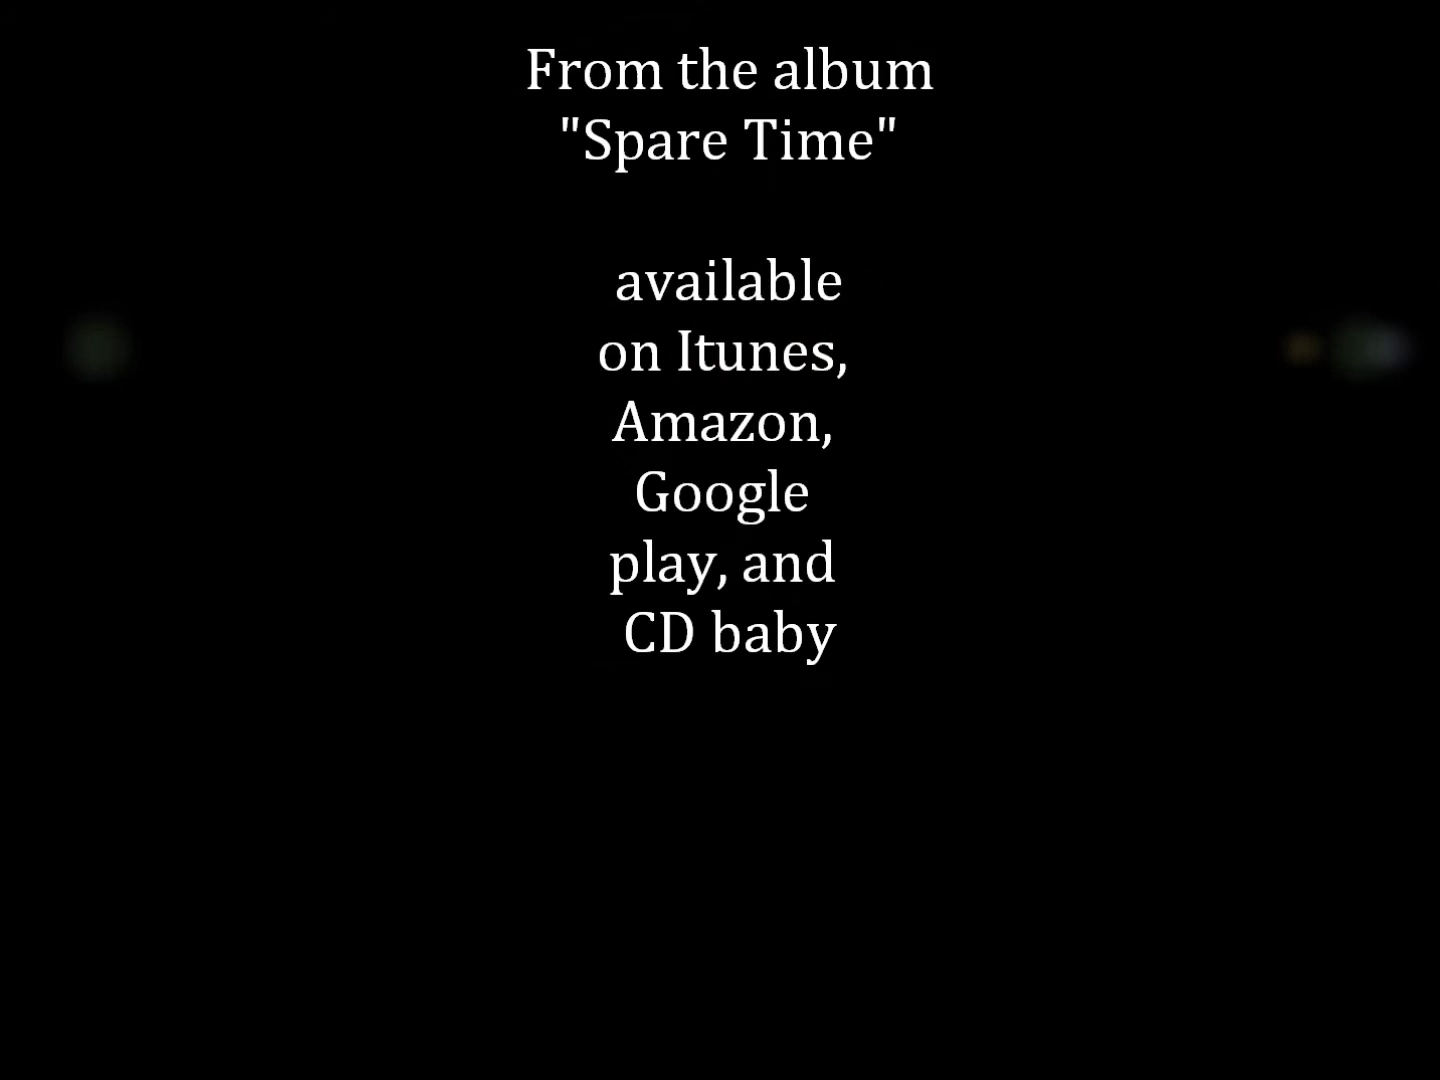 From the album
"Spare Time"
available
on Itunes,
Amazon,
Google
play, and
CD baby